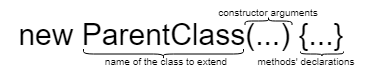 constructor arguments
new ParentClass(...) {...}
name of the class to extend methods' declarations